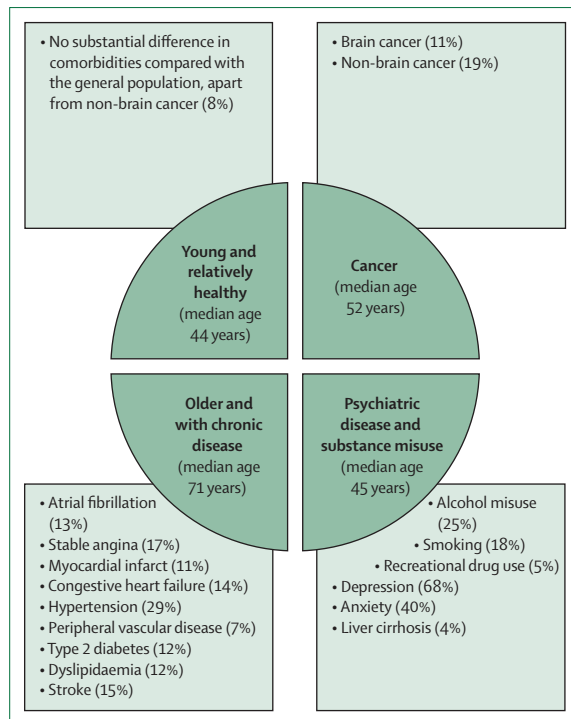 • No substantial difference in
comorbidities compared with
the general population, apart
from non-brain cancer (8%)
• Brain cancer (11%)
• Non-brain cancer (19%)
Young and
relatively
healthy
(median age
44 years)
Cancer
(median age
52 years)
Older and
with chronic
disease
(median age
71 years)
Psychiatric
disease and
substance misuse
(median age
45 years)
• Atrial fibrillation
(13%)
• Stable angina (17%)
• Myocardial infarct (11%)
• Congestive heart failure (14%)
• Hypertension (29%)
• Peripheral vascular disease (7%)
• Type 2 diabetes (12%)
• Dyslipidaemia (12%)
• Stroke (15%)
• Alcohol misuse
(25%)
• Smoking (18%)
• Recreational drug use (5%)
• Depression (68%)
• Anxiety (40%)
• Liver cirrhosis (4%)